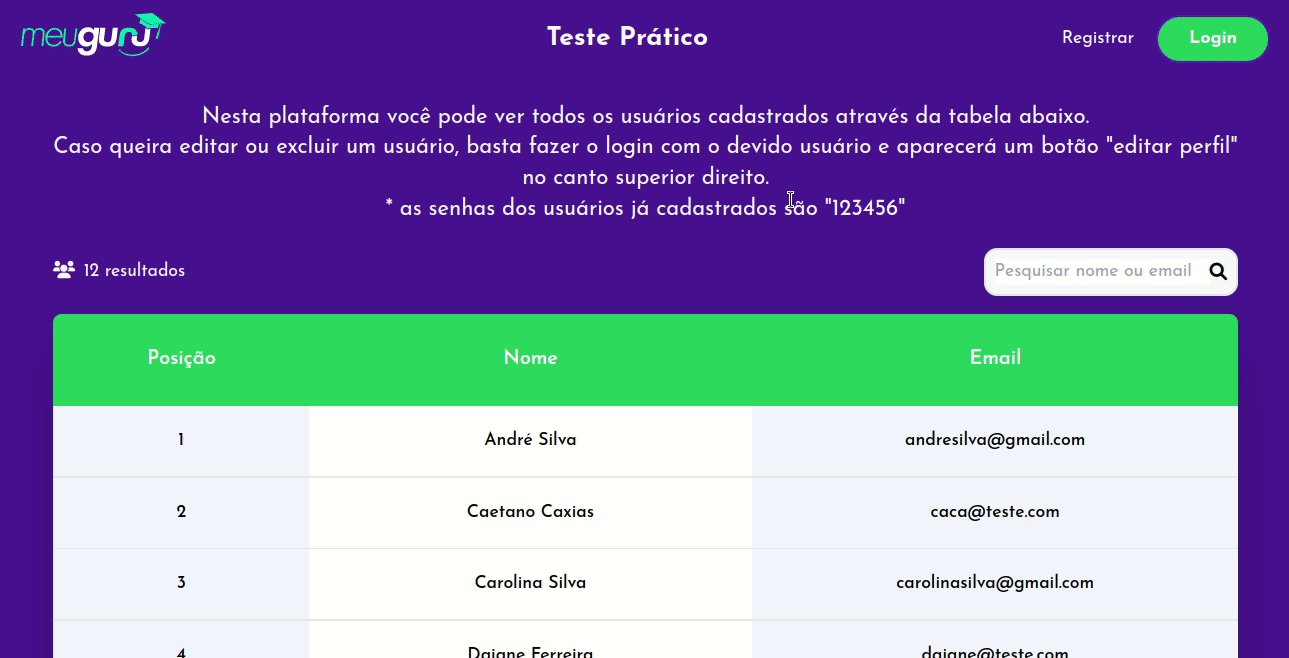 meuguru
Teste Prático
Registrar
Login
Nesta plataforma você pode ver todos os usuários cadastrados através da tabela abaixo.
Caso queira editar ou excluir um usuário, basta fazer o login com o devido usuário e aparecerá um botão "editar perfil"
no canto superior direito.
* as senhas dos usuários já cadastrados são "123456"
12 resultados
Pesquisar nome ou email
Posição Nome Email
1 André Silva andresilva@gmail.com
2 Caetano Caxias caca@teste.com
3 Carolina Silva carolinasilva@gmail.com
4 Daiane Ferreira daiane@teste.com